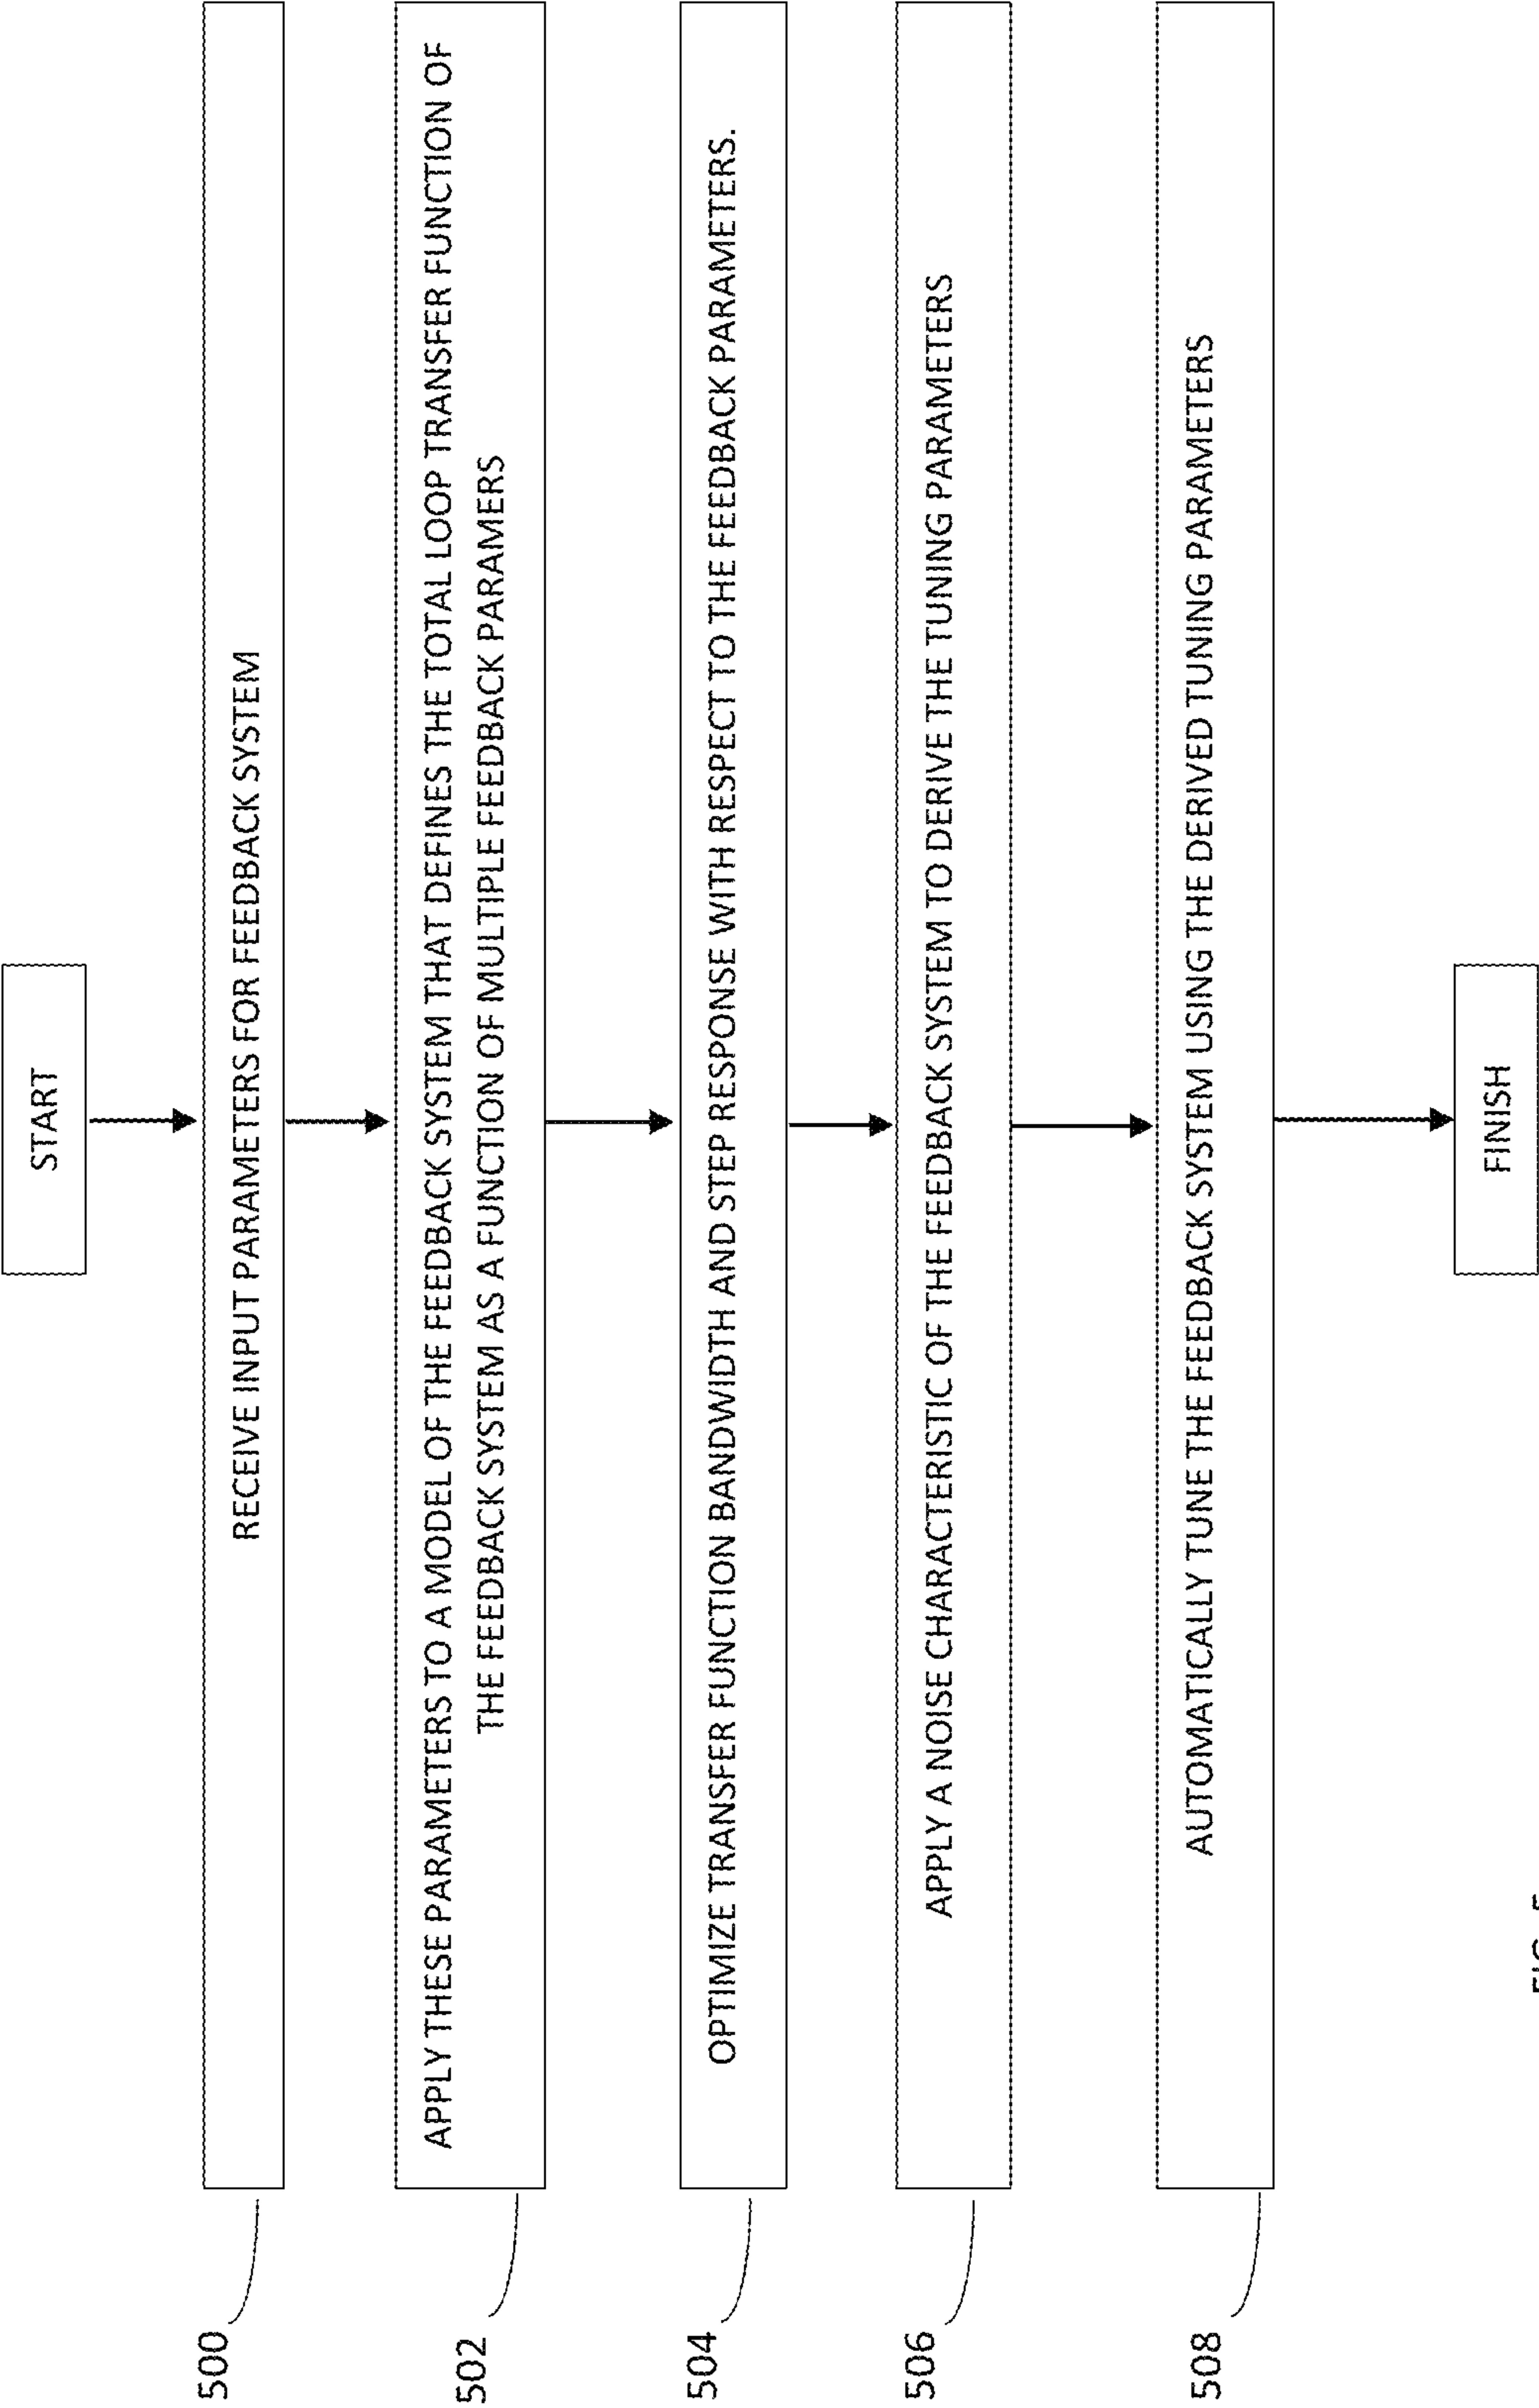 START
500
RECEIVE INPUT PARAMETERS FOR FEEDBACK SYSTEM
502
APPLY THESE PARAMETERS TO A MODEL OF THE FEEDBACK SYSTEM THAT DEFINES THE TOTAL LOOP TRANSFER FUNCTION OF
THE FEEDBACK SYSTEM AS A FUNCTION OF MULTIPLE FEEDBACK PARAMERS
504
OPTIMIZE TRANSFER FUNCTION BANDWIDTH AND STEP RESPONSE WITH RESPECT TO THE FEEDBACK PARAMETERS.
506
APPLY A NOISE CHARACTERISTIC OF THE FEEDBACK SYSTEM TO DERIVE THE TUNING PARAMETERS
508
AUTOMATICALLY TUNE THE FEEDBACK SYSTEM USING THE DERIVED TUNING PARAMETERS
FINISH